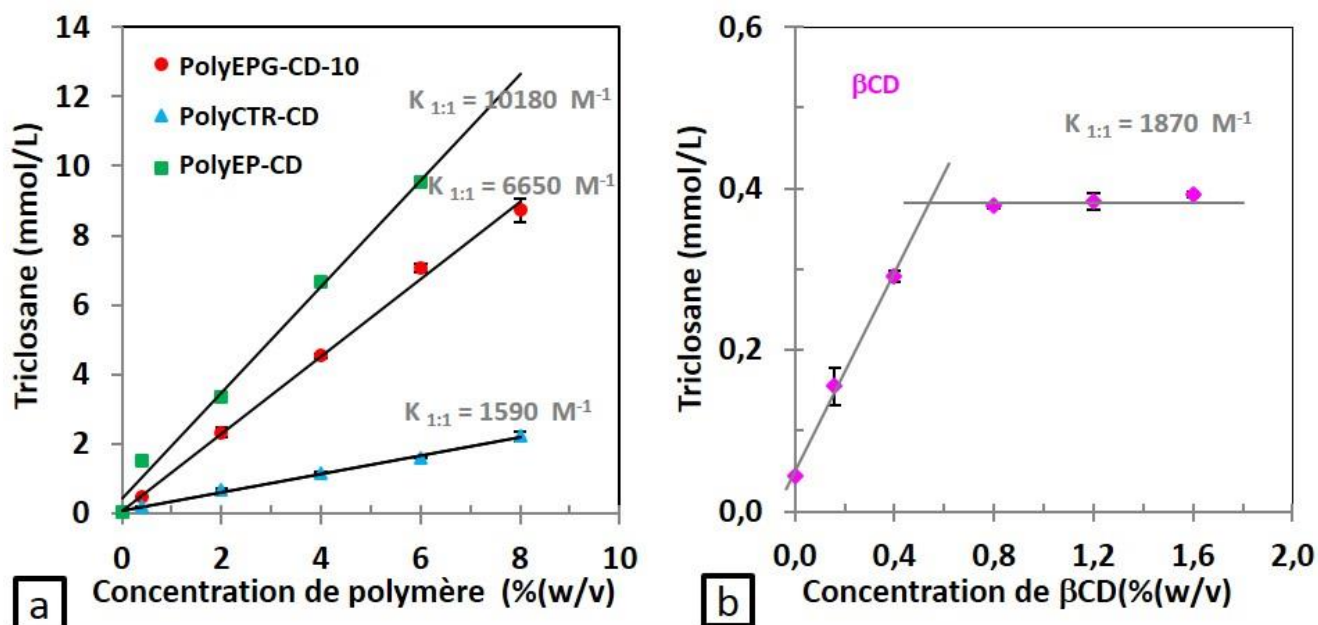 14
12
10
8
6
4
2
0
Triclosane (mmol/L)
PolyEPG-CD-10
PolyCTR-CD
PolyEP-CD
K 1:1 = 10180 M-1
K 1:1 = 6650 M-1
K 1:1 = 1590 M-1
0 2 4 6 8 10
Concentration de polymère (%(w/v)
a
0,6
0,4
0,2
0,0
Triclosane (mmol/L)
βCD
K 1:1 = 1870 M-1
0,0 0,4 0,8 1,2 1,6 2,0
Concentration de βCD(%(w/v)
b